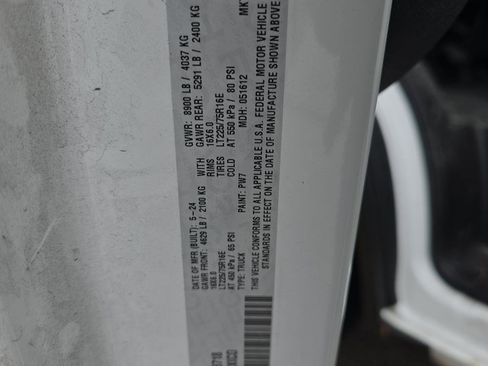 DATE OF MFR (BUILT): 5-24 GVWR: 8900 LB / 4037 KG
GAWR FRONT: 4629 LB / 2100 KG WITH GAWR REAR: 5291 LB / 2400 KG
16X6.0 RIMS 16X6.0
LT225/75R16E TIRES LT225/75R16E
AT 450 kPa / 65 PSI COLD AT 550 kPa / 80 PSI
TYPE: TRUCK PAINT: PW7 MDH: 051612 MK
THIS VEHICLE CONFORMS TO ALL APPLICABLE U.S.A. FEDERAL MOTOR VEHICLE
STANDARDS IN EFFECT ON THE DATE OF MANUFACTURE SHOWN ABOVE